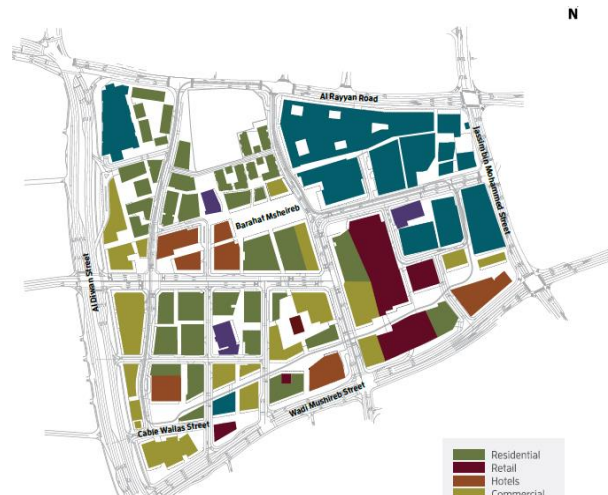 N
Al Rayyan Road
Jassim bin Mohammed Street
Barahat Msheireb
Al Diwan Street
Wadi Mushireb Street
Cable Wallas Street
Residential
Retail
Hotels
Commercial